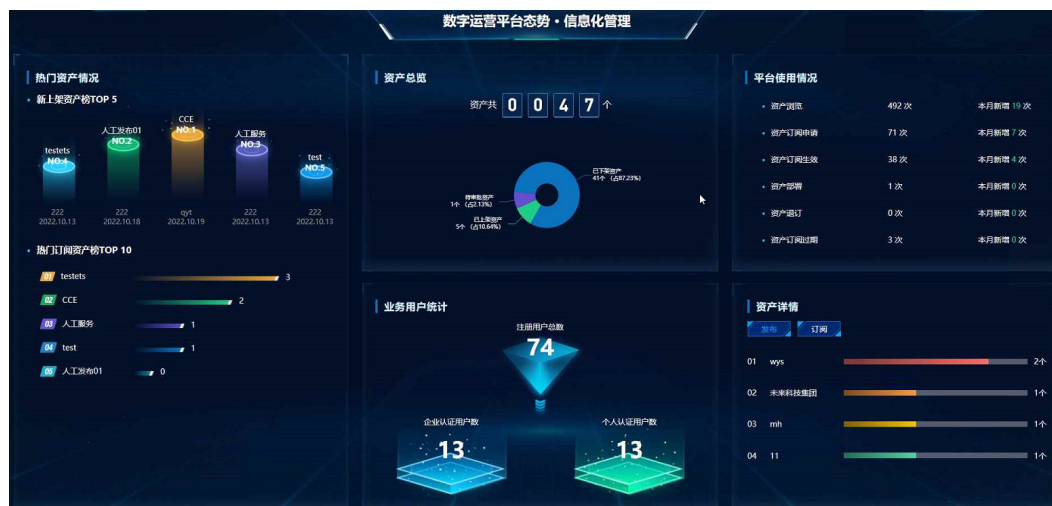 数字运营平台态势·信息化管理
热门资产情况
新上架资产榜TOP 5
CCE
NO.1
人工发布01
NO.2
人工服务
NO.3
testets
NO.4
test
NO.5
222
2022.10.13
222
2022.10.18
qyt
2022.10.19
222
2022.10.13
222
2022.10.13
热门订阅资产榜TOP 10
01 testets 3
02 CCE 2
03 人工服务 1
04 test 1
05 人工发布01 0
资产总览
资产共 0 0 4 7 个
已下架资产
41个 (占87.23%)
待审批资产
1个 (占2.13%)
已上架资产
5个 (占10.64%)
业务用户统计
注册用户总数
74
企业认证用户数
13
个人认证用户数
13
平台使用情况
资产浏览 492 次 本月新增 19 次
资产订阅申请 71 次 本月新增 7 次
资产订阅生效 38 次 本月新增 4 次
资产部署 1 次 本月新增 0 次
资产退订 0 次 本月新增 0 次
资产订阅过期 3 次 本月新增 0 次
资产详情
发布 订阅
01 wys 2个
02 未来科技集团 1个
03 mh 1个
04 11 1个